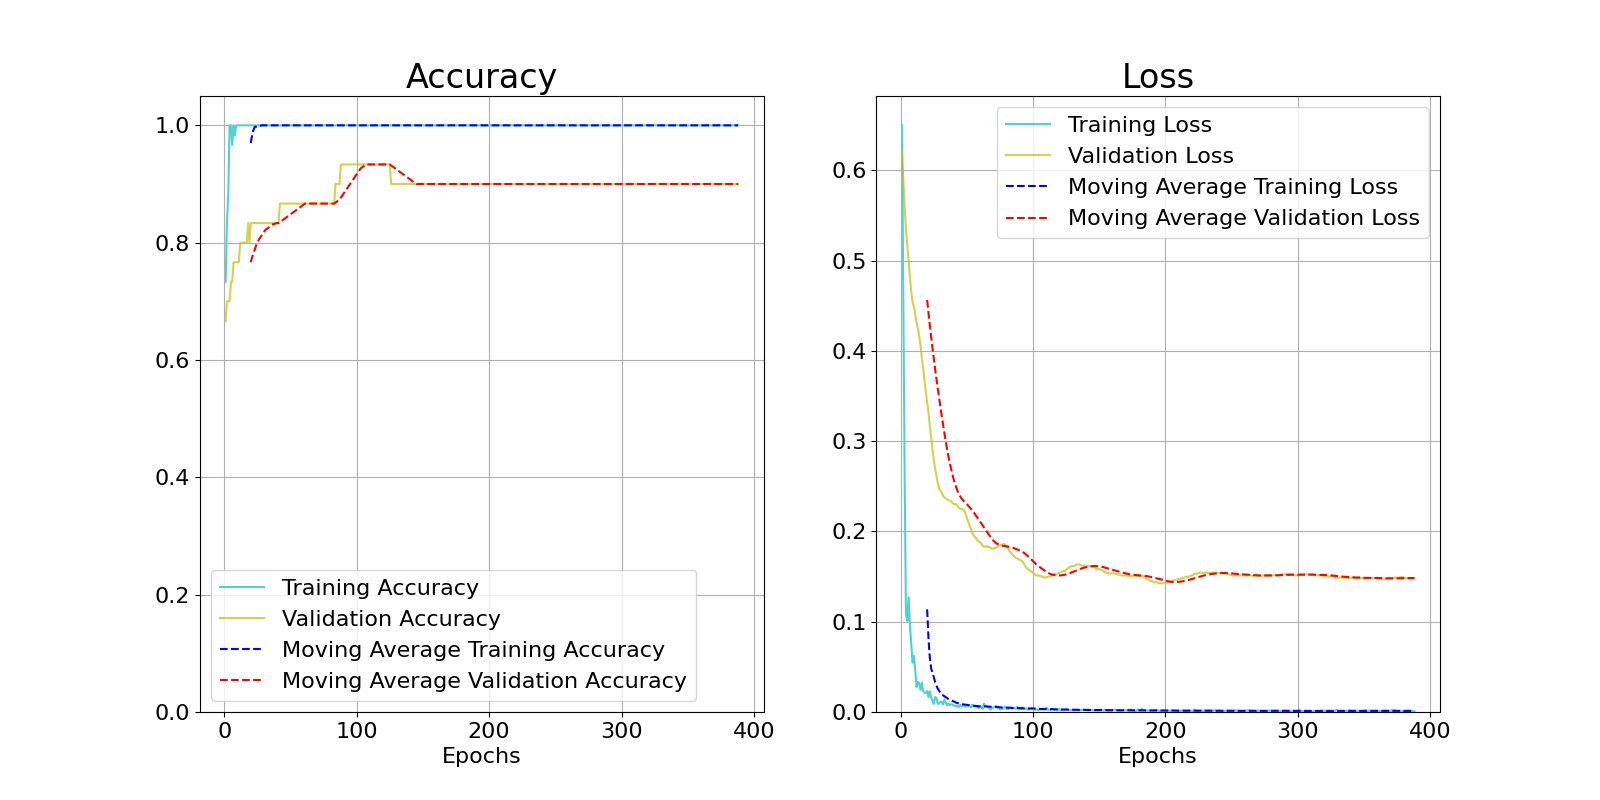 Accuracy
1.0
0.8
0.6
0.4
0.2
0.0
Training Accuracy
Validation Accuracy
Moving Average Training Accuracy
Moving Average Validation Accuracy
0 100 200 300 400
Epochs
Loss
0.6
0.5
0.4
0.3
0.2
0.1
0.0
Training Loss
Validation Loss
Moving Average Training Loss
Moving Average Validation Loss
0 100 200 300 400
Epochs